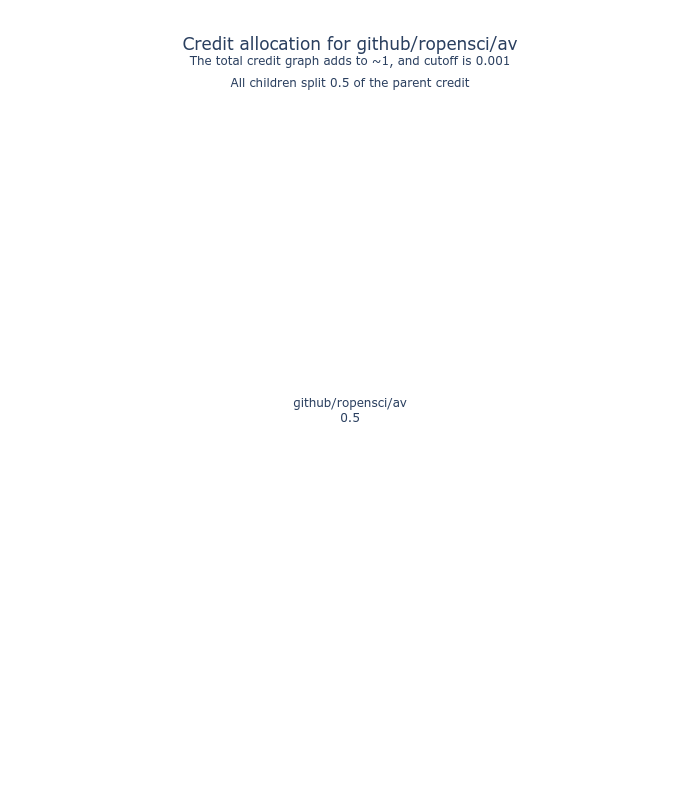 Credit allocation for github/ropensci/av
The total credit graph adds to ~1, and cutoff is 0.001
All children split 0.5 of the parent credit
github/ropensci/av
0.5